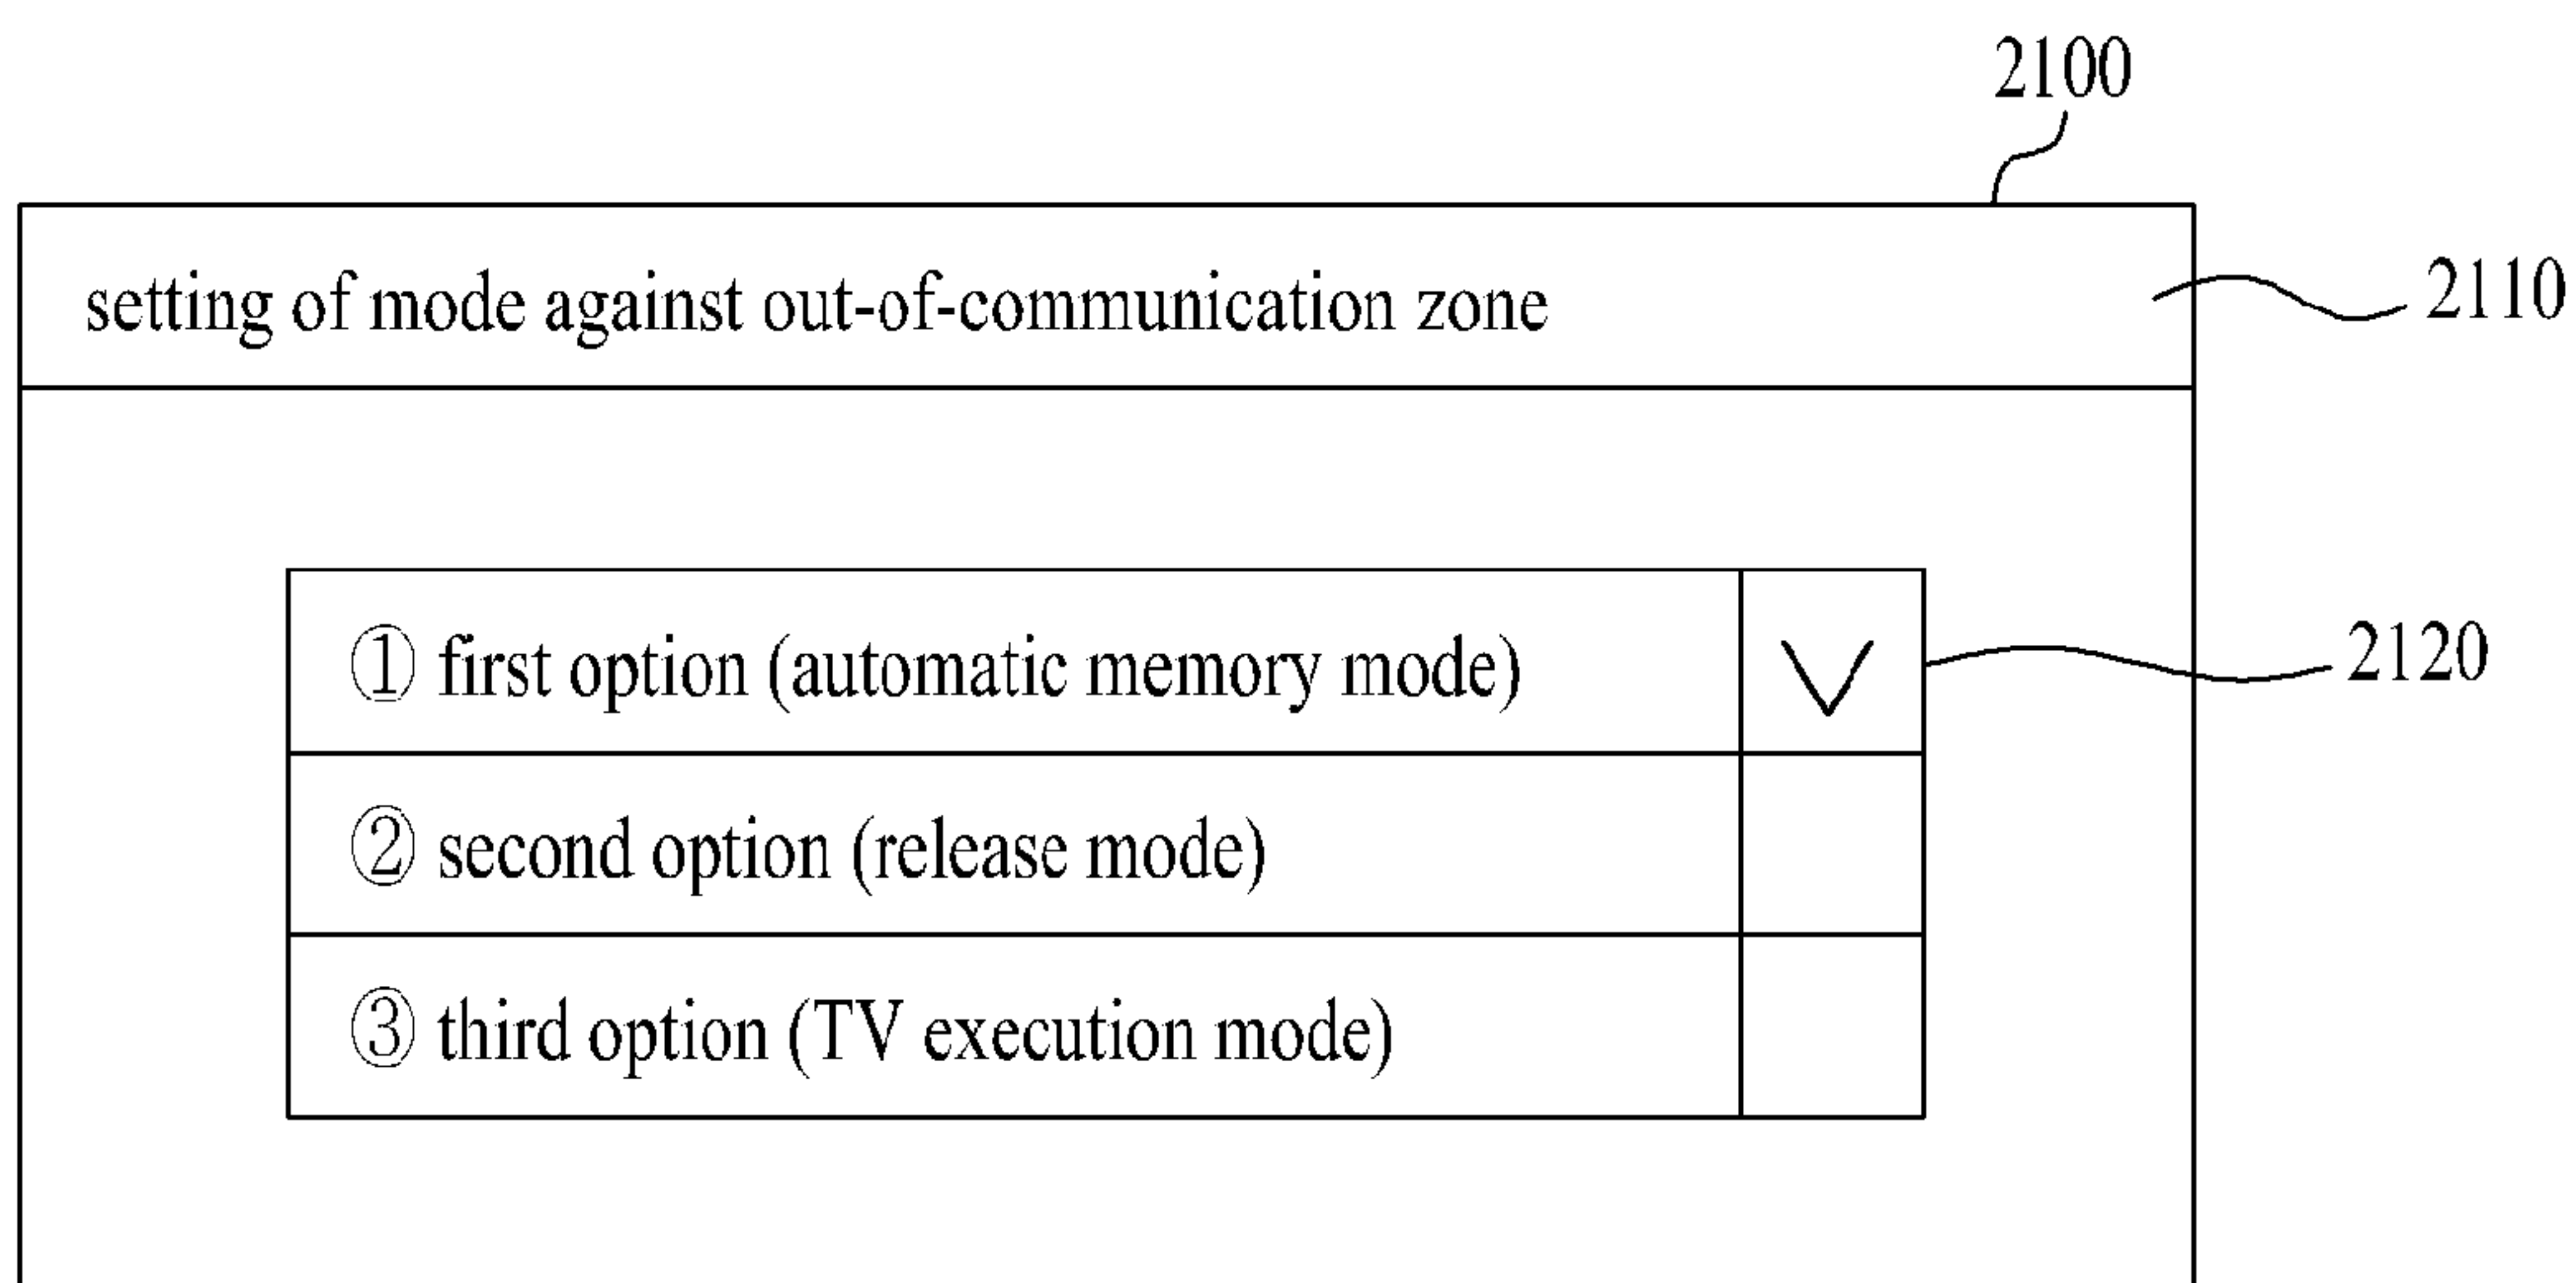 2100
setting of mode against out-of-communication zone
2110
① first option (automatic memory mode)
2120
② second option (release mode)
③ third option (TV execution mode)